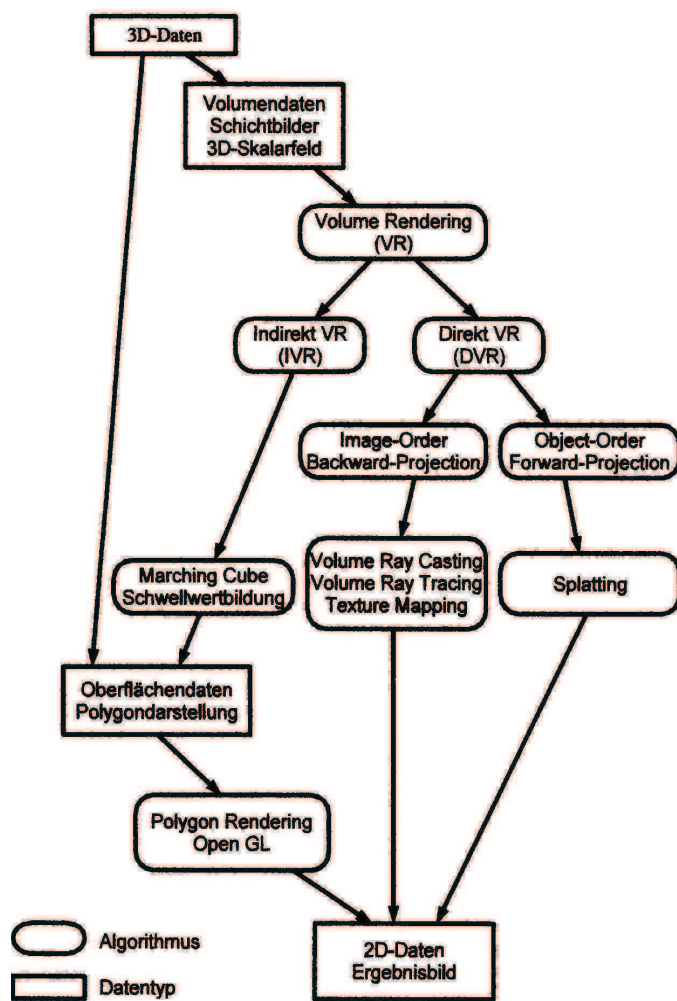 3D-Daten
Volumendaten
Schichtbilder
3D-Skalarfeld
Volume Rendering
(VR)
Indirekt VR
(IVR)
Direkt VR
(DVR)
Image-Order
Backward-Projection
Object-Order
Forward-Projection
Marching Cube
Schwellwertbildung
Volume Ray Casting
Volume Ray Tracing
Texture Mapping
Splatting
Oberflächendaten
Polygondarstellung
Polygon Rendering
Open GL
2D-Daten
Ergebnisbild
Algorithmus
Datentyp